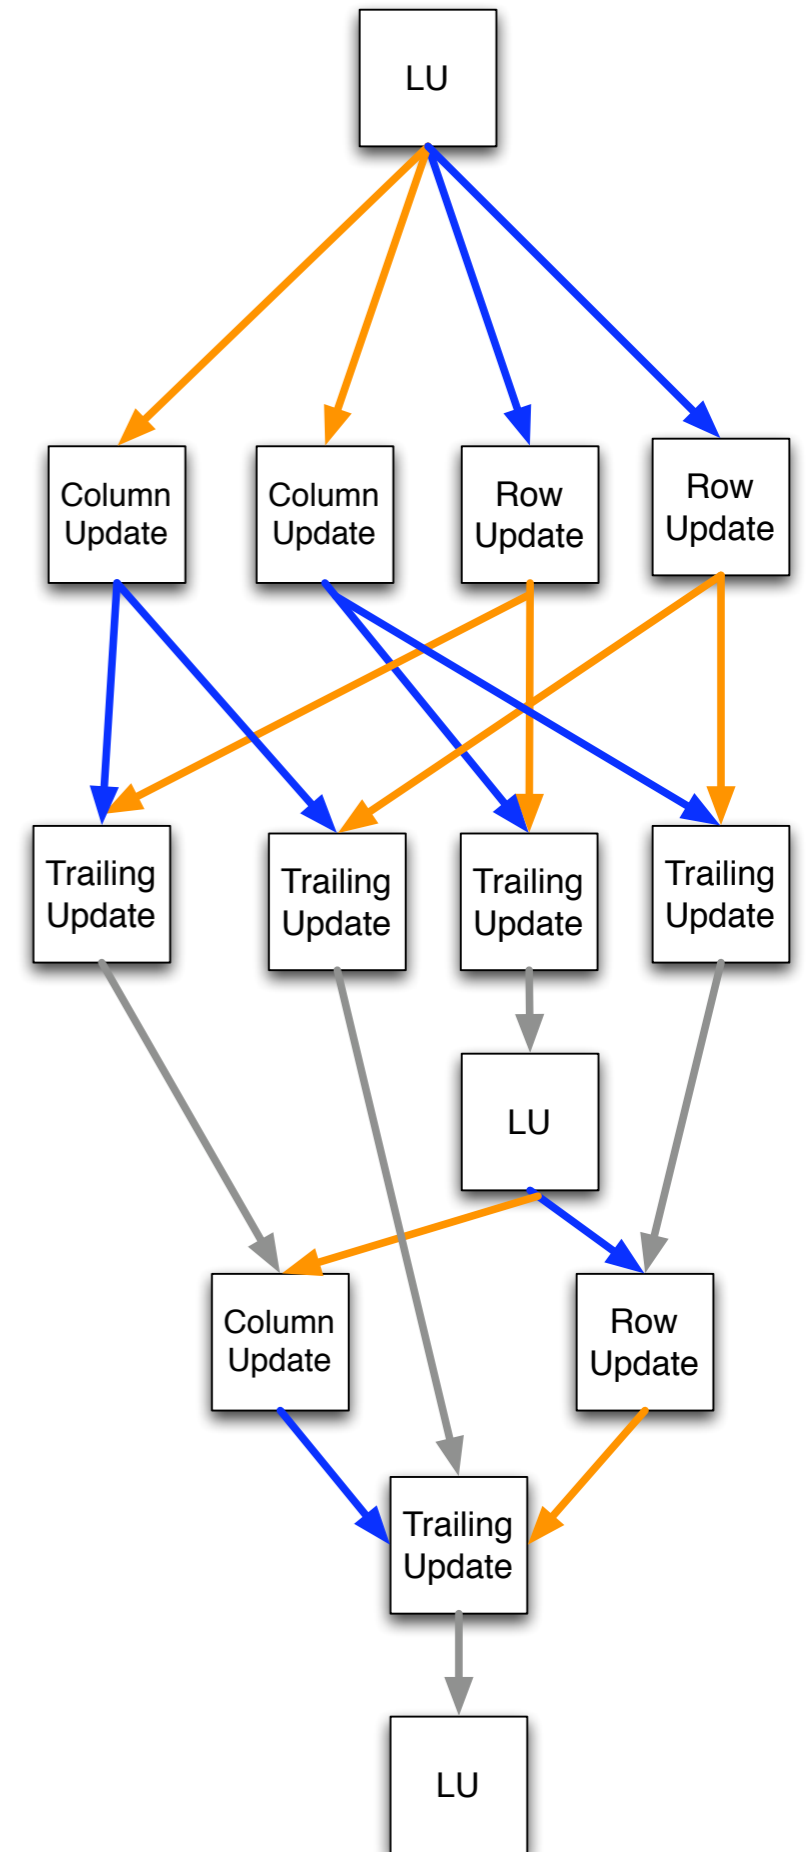 LU
Column
Update
Column
Update
Row
Update
Row
Update
Trailing
Update
Trailing
Update
Trailing
Update
Trailing
Update
LU
Column
Update
Row
Update
Trailing
Update
LU